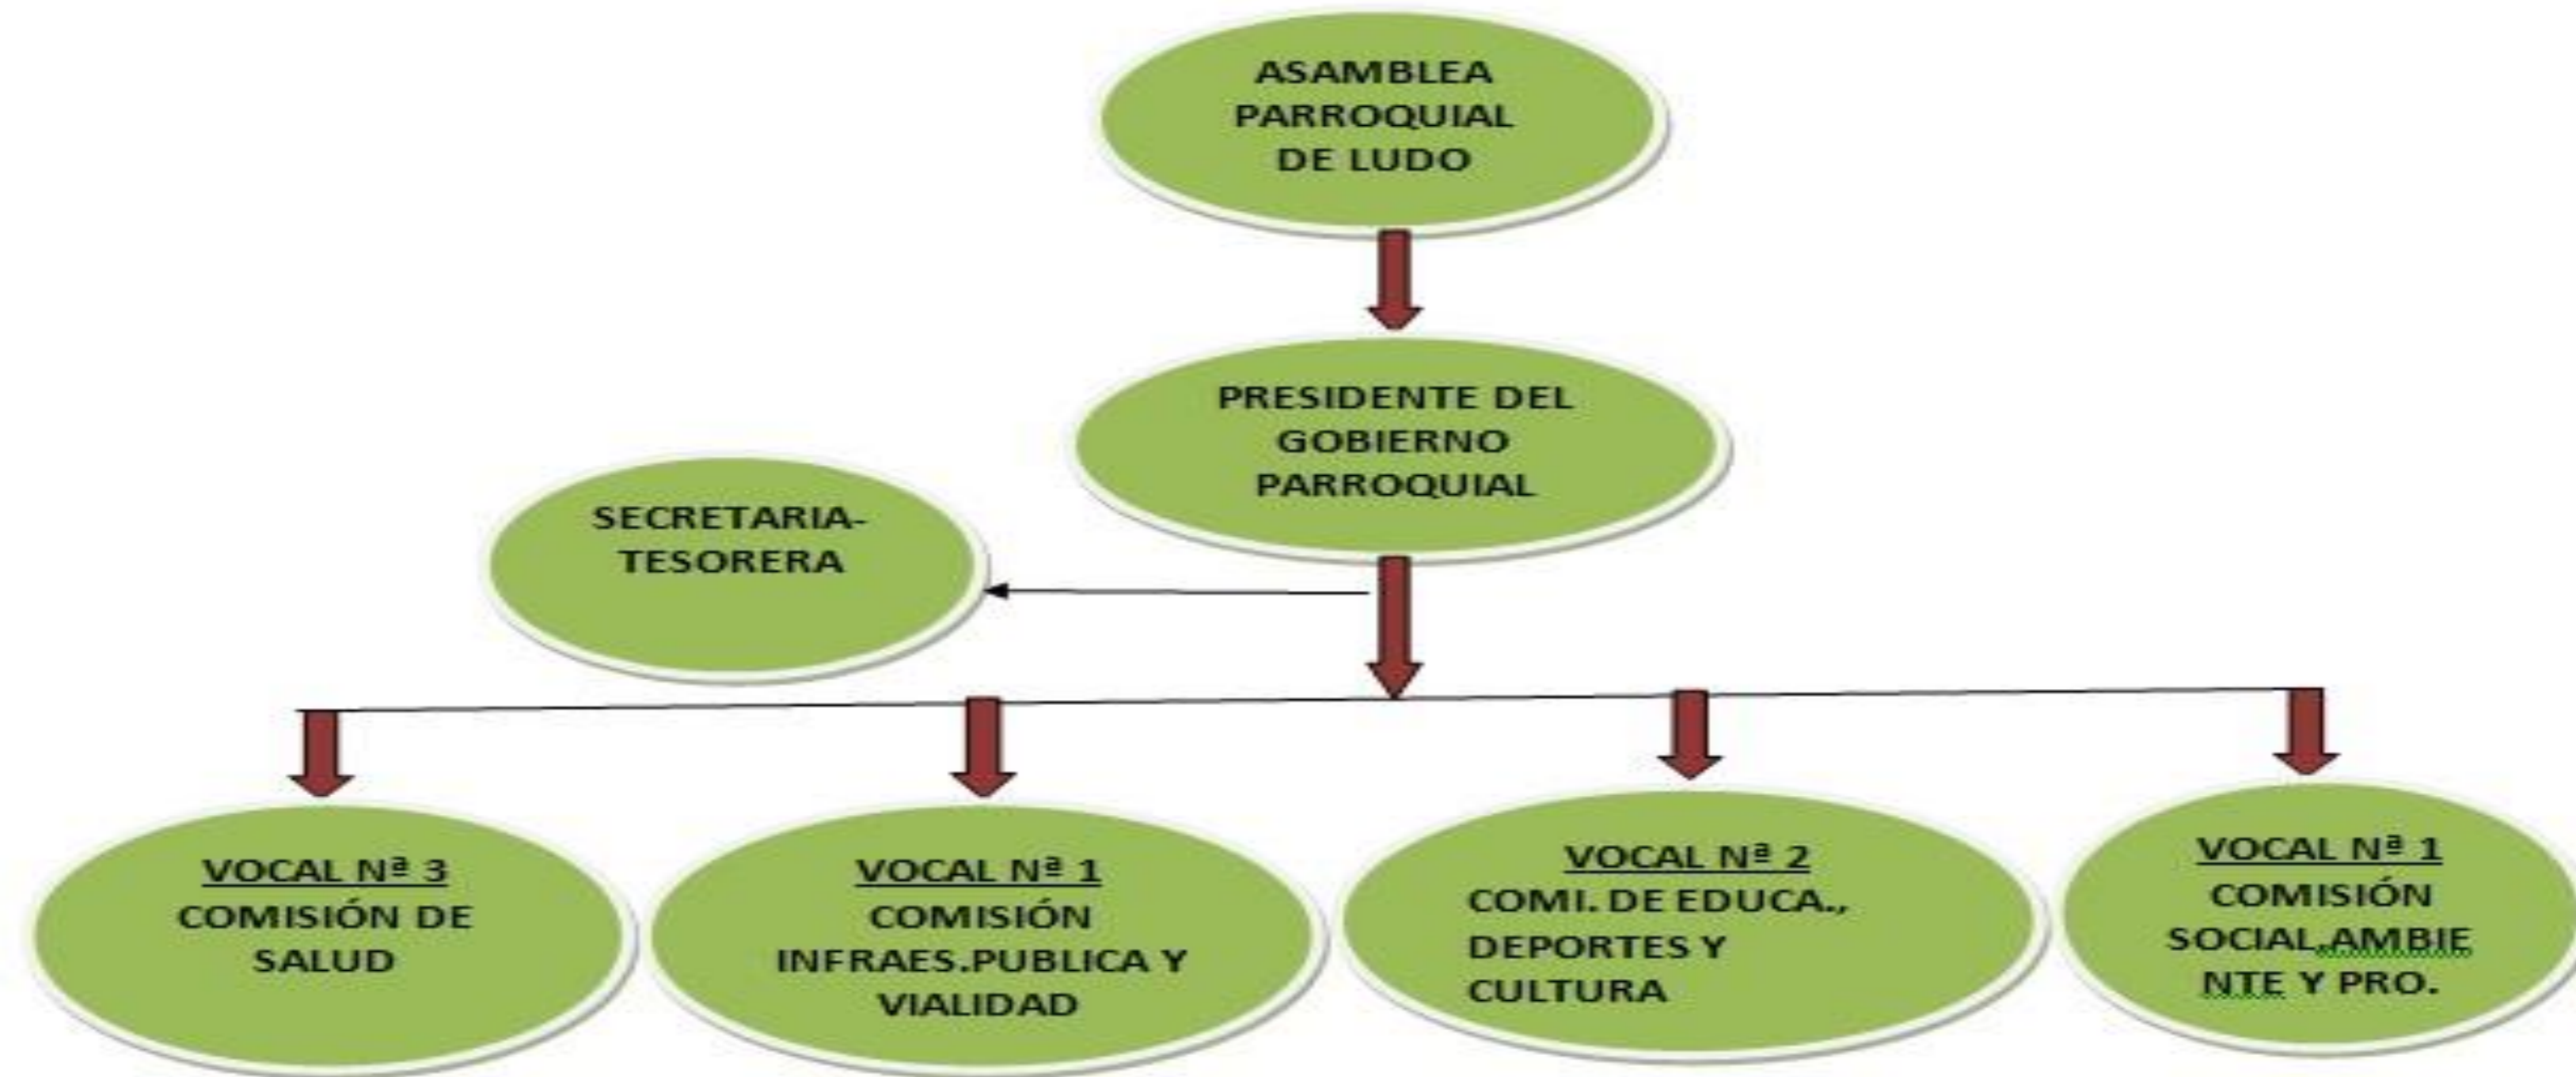 ASAMBLEA
PARROQUIAL
DE LUDO
PRESIDENTE DEL
GOBIERNO
PARROQUIAL
SECRETARIA-
TESORERA
VOCAL Nª 3
COMISIÓN DE
SALUD
VOCAL Nª 1
COMISIÓN
INFRAES.PUBLICA Y
VIALIDAD
VOCAL Nª 2
COMI. DE EDUCA.,
DEPORTES Y
CULTURA
VOCAL Nª 1
COMISIÓN
SOCIAL,AMBIE
NTE Y PRO.